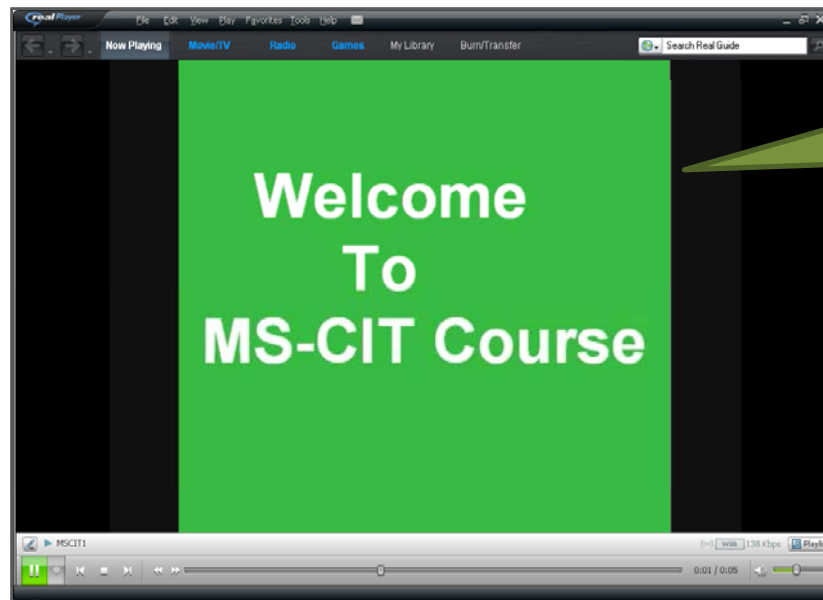 real Player File Edit View Play Favorites Tools Help
Now Playing Movie/TV Radio Games My Library Burn/Transfer Search Real Guide
Welcome
To
MS-CIT Course
MSCIT1 138 Kbps
0:01 / 0:05